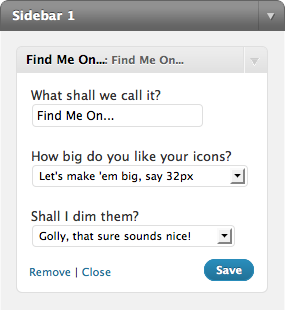 Sidebar 1
Find Me On...: Find Me On...
What shall we call it?
Find Me On...
How big do you like your icons?
Let's make 'em big, say 32px
Shall I dim them?
Golly, that sure sounds nice!
Remove | Close
Save